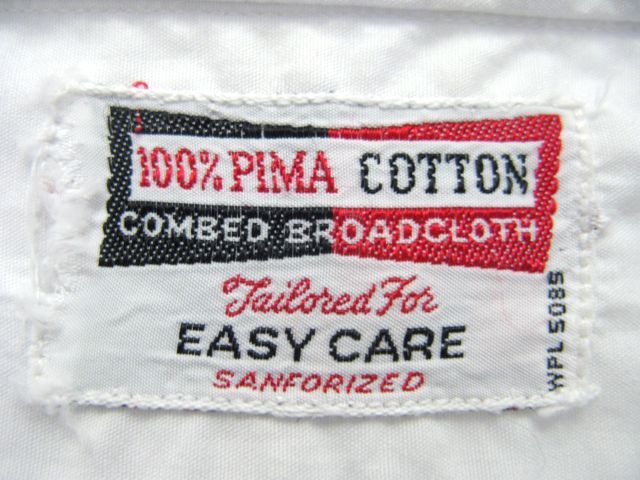 100% PIMA COTTON
COMBED BROADCLOTH
Tailored For
EASY CARE
SANFORIZED
WPL 5085